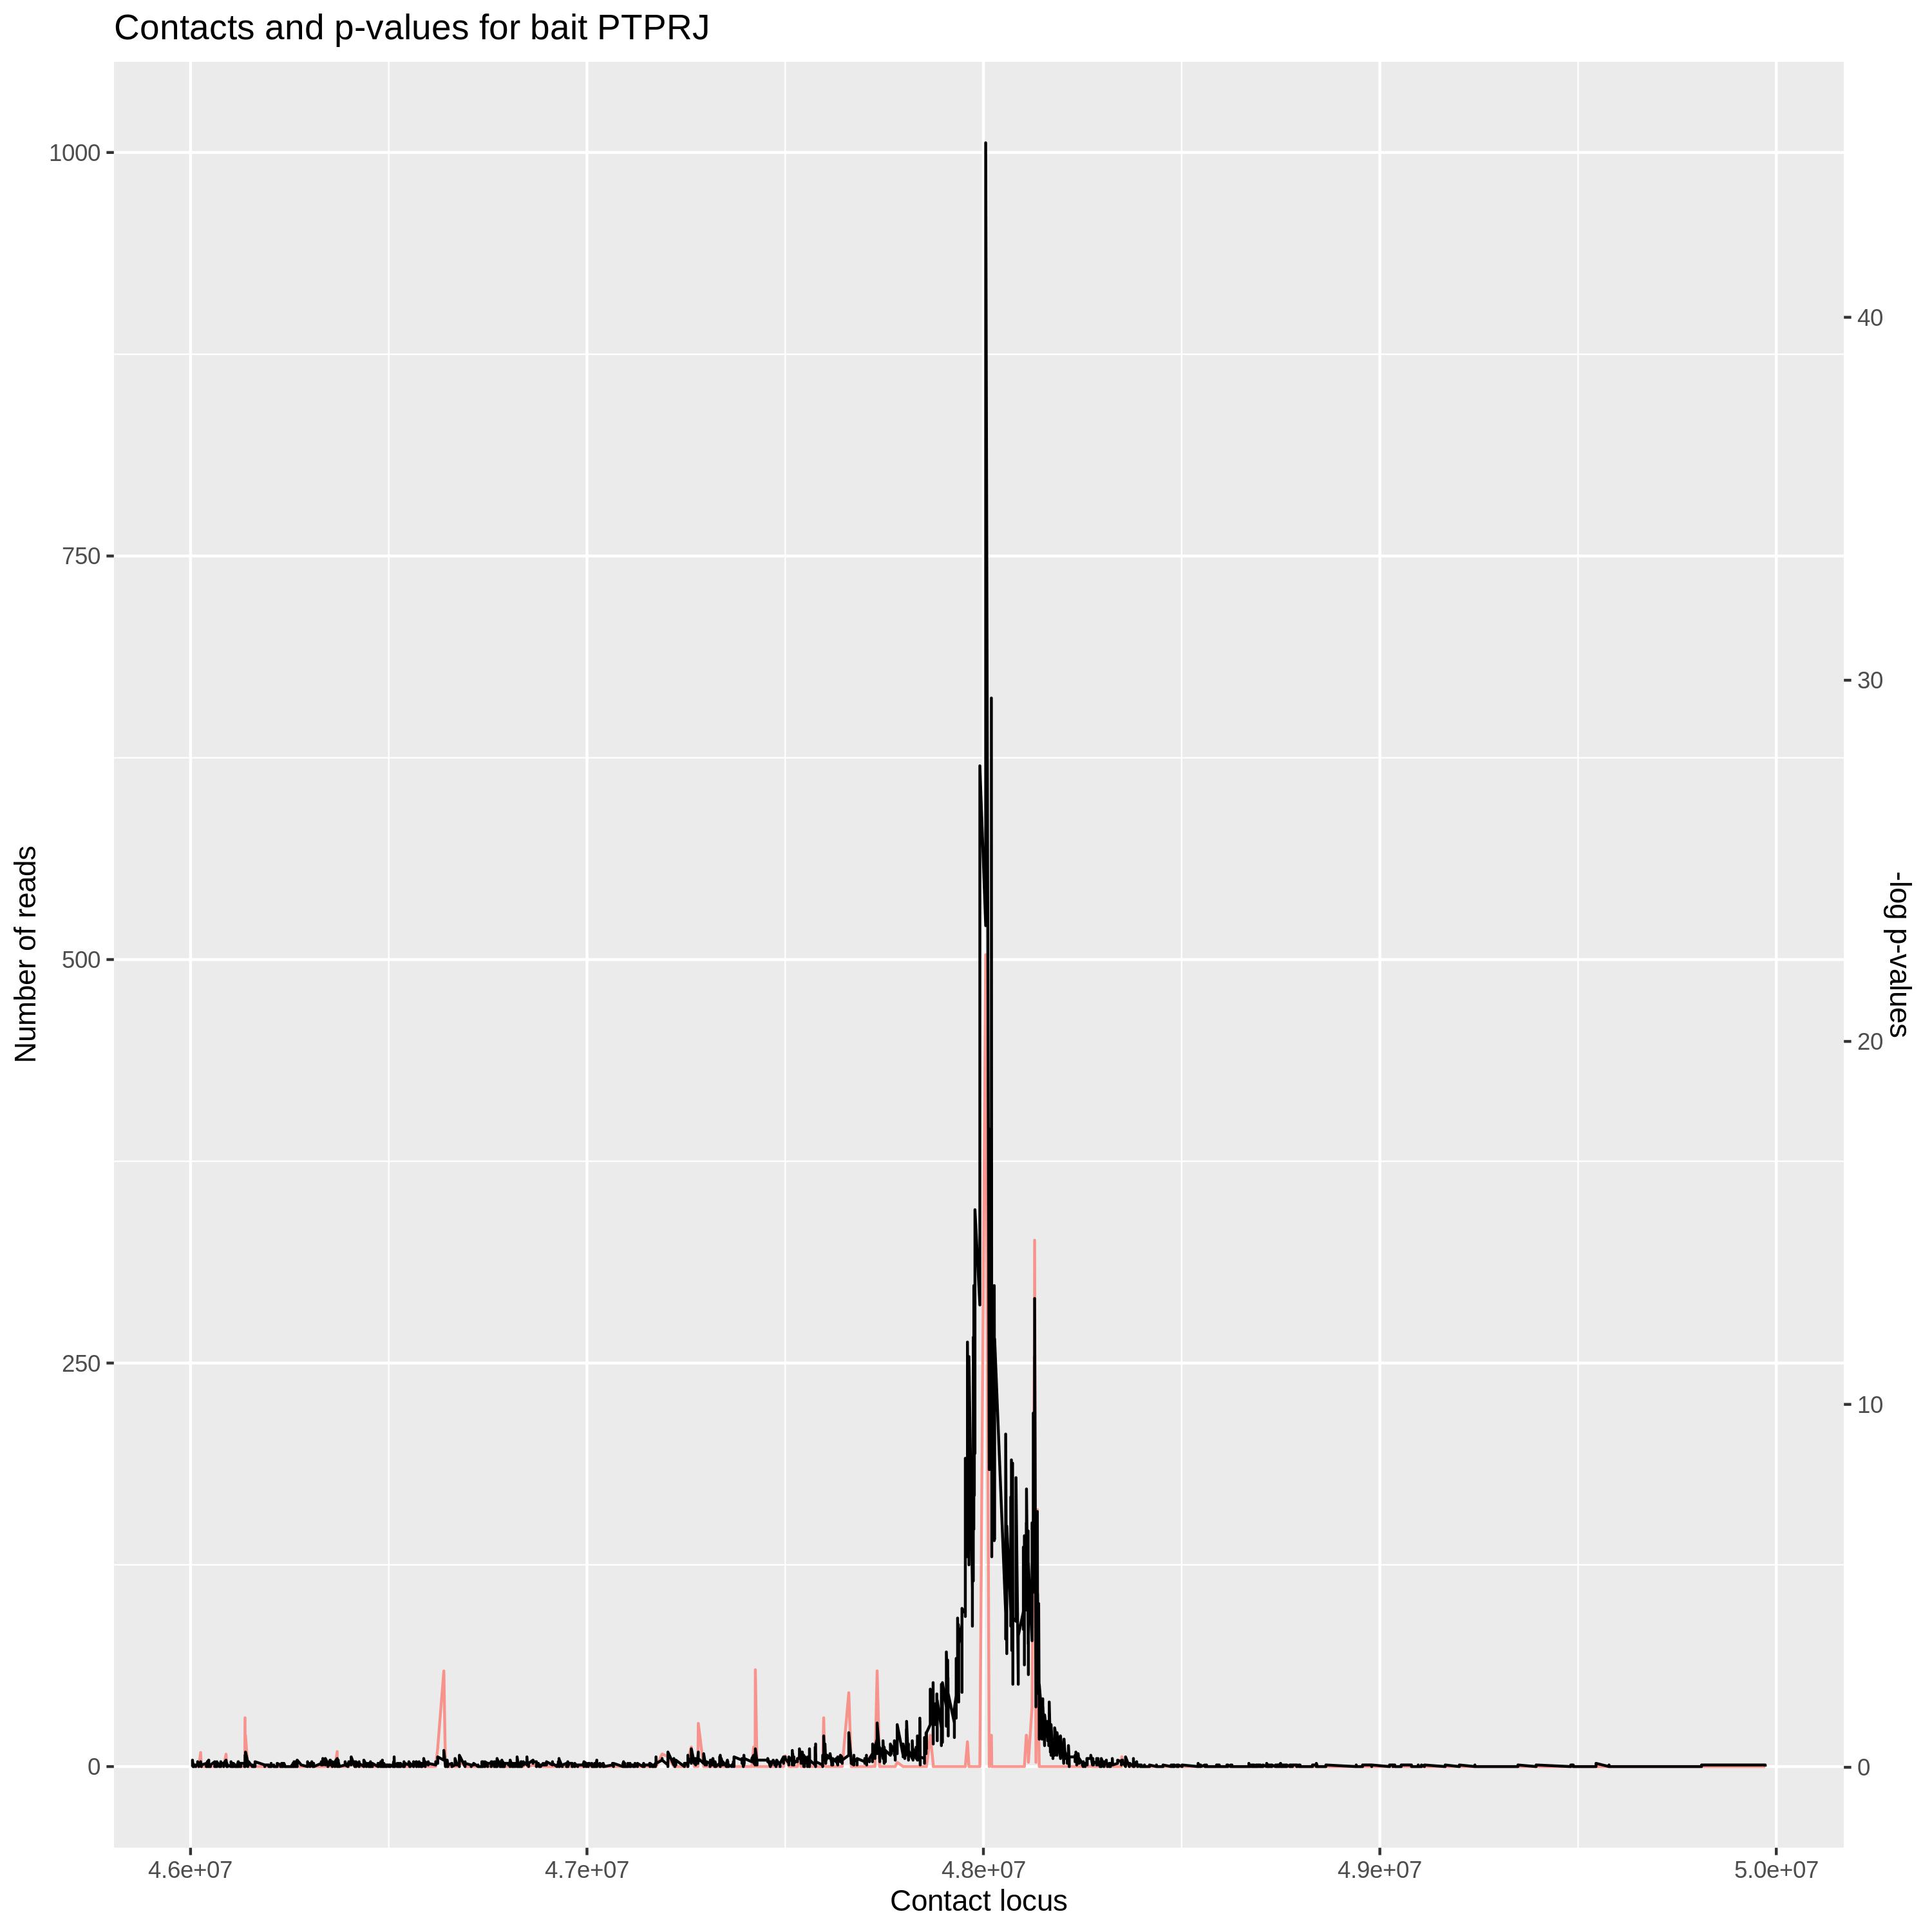 Contacts and p-values for bait PTPRJ
1000
750
500
250
0
Number of reads
40
30
20
10
0
-log p-values
4.6e+07
4.7e+07
4.8e+07
4.9e+07
5.0e+07
Contact locus